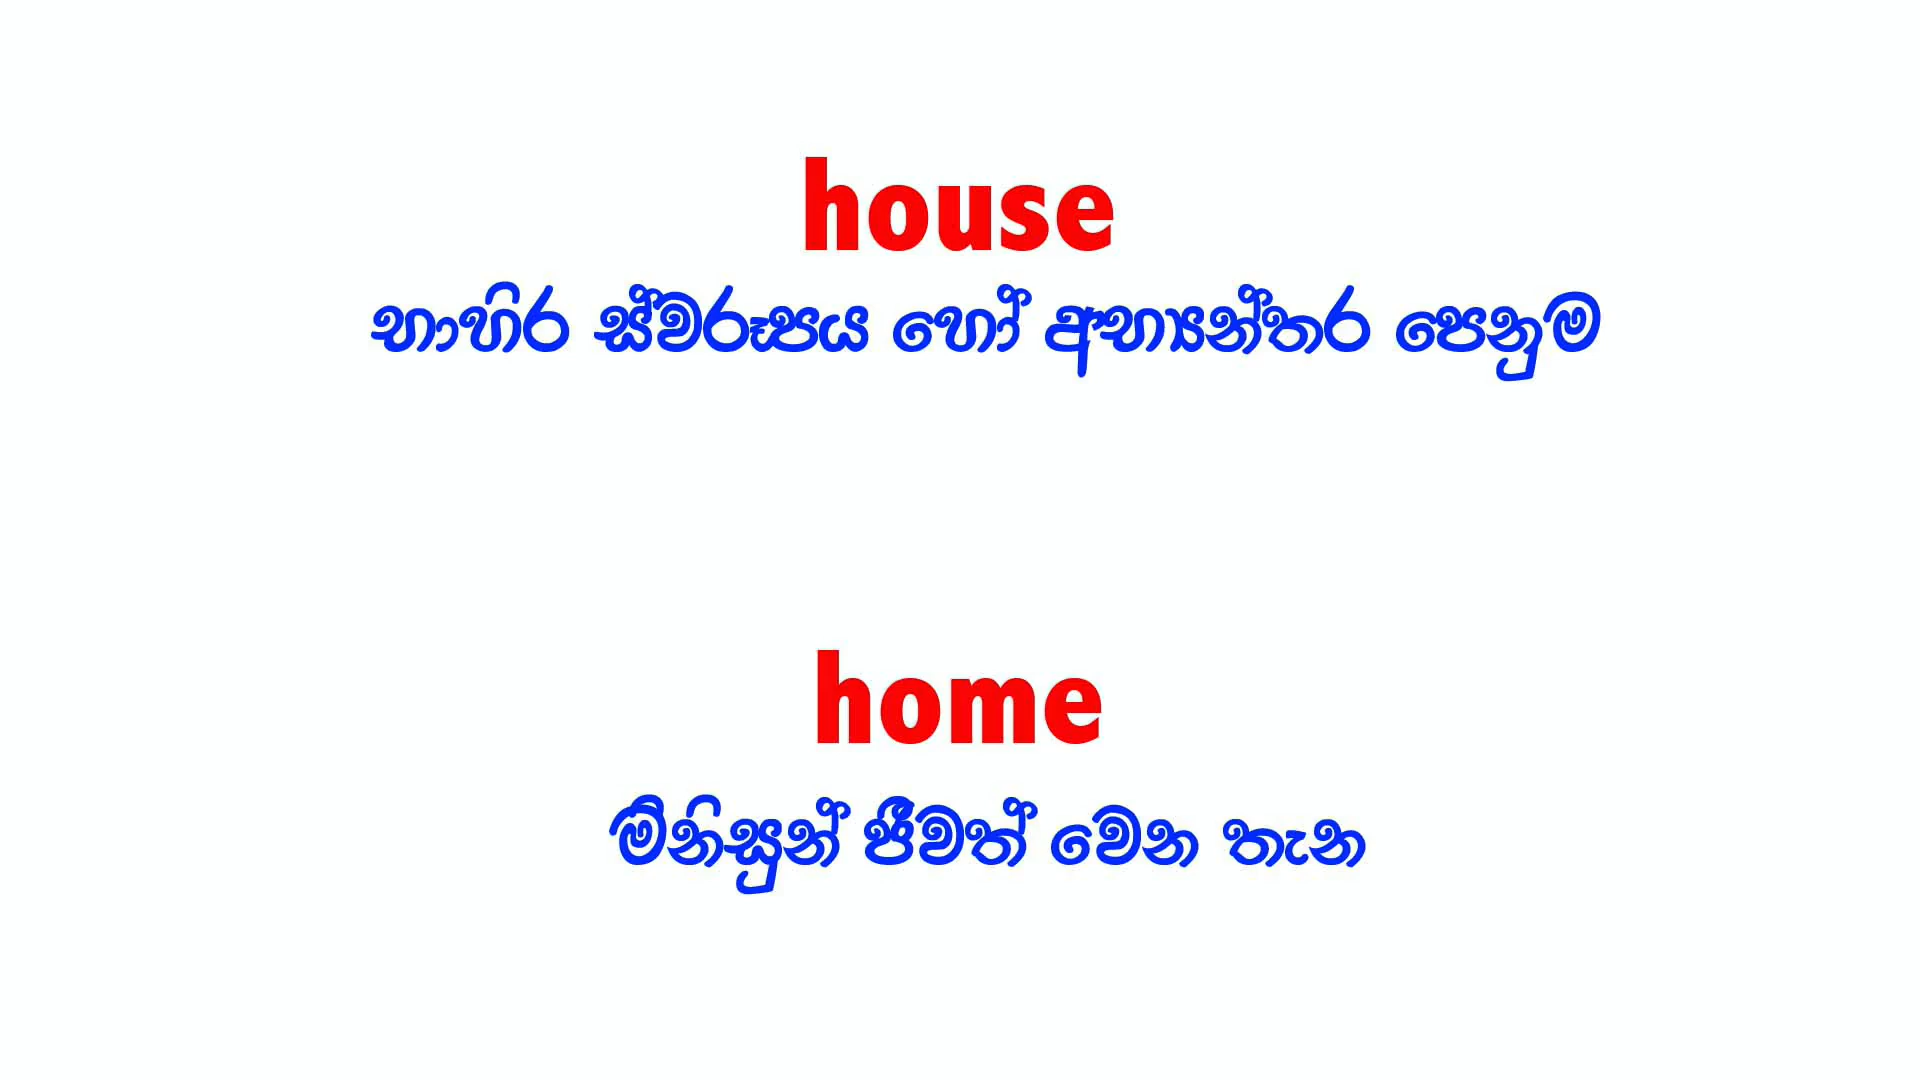 house
භාහිර ස්වරූපය හෝ අභ්‍යන්තර පෙනුම
home
මිනිසුන් ජීවත් වෙන තැන